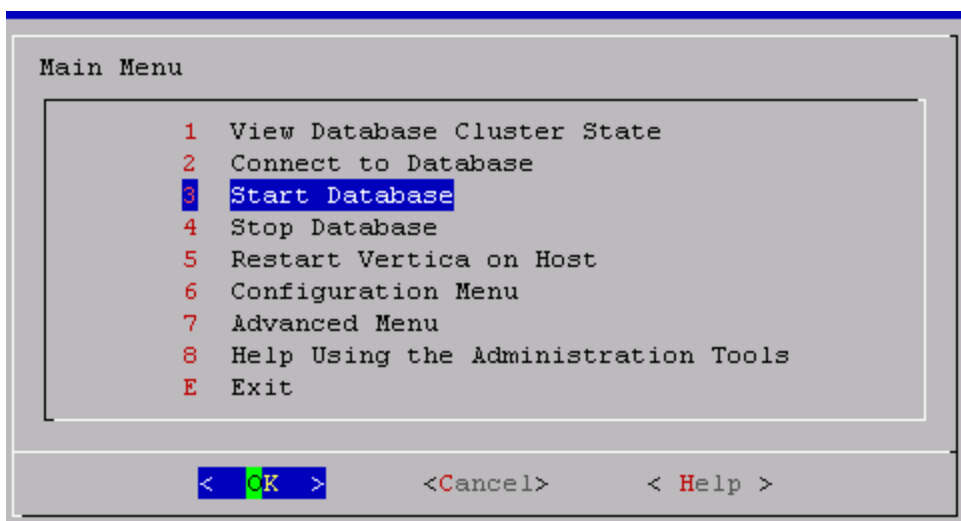 Main Menu
1 View Database Cluster State
2 Connect to Database
3 Start Database
4 Stop Database
5 Restart Vertica on Host
6 Configuration Menu
7 Advanced Menu
8 Help Using the Administration Tools
E Exit
< OK > <Cancel> < Help >